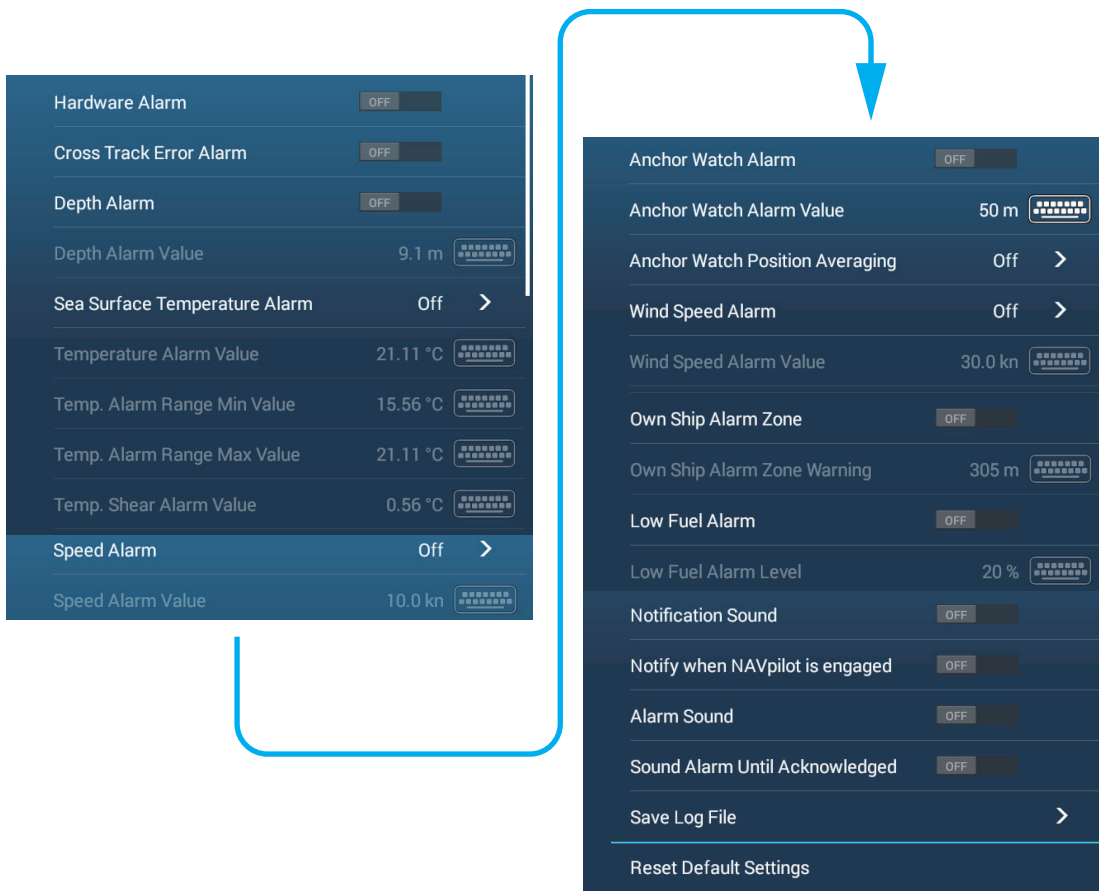 Hardware Alarm OFF
Cross Track Error Alarm OFF
Depth Alarm OFF
Depth Alarm Value 9.1 m
Sea Surface Temperature Alarm Off
Temperature Alarm Value 21.11 °C
Temp. Alarm Range Min Value 15.56 °C
Temp. Alarm Range Max Value 21.11 °C
Temp. Shear Alarm Value 0.56 °C
Speed Alarm Off
Speed Alarm Value 10.0 kn
Anchor Watch Alarm OFF
Anchor Watch Alarm Value 50 m
Anchor Watch Position Averaging Off
Wind Speed Alarm Off
Wind Speed Alarm Value 30.0 kn
Own Ship Alarm Zone OFF
Own Ship Alarm Zone Warning 305 m
Low Fuel Alarm OFF
Low Fuel Alarm Level 20 %
Notification Sound OFF
Notify when NAVpilot is engaged OFF
Alarm Sound OFF
Sound Alarm Until Acknowledged OFF
Save Log File
Reset Default Settings